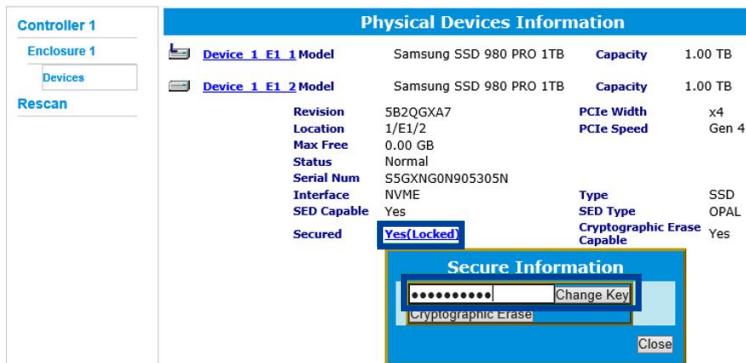 Controller 1
Enclosure 1
Devices
Rescan
Physical Devices Information
Device_1_E1_1 Model Samsung SSD 980 PRO 1TB Capacity 1.00 TB
Device_1_E1_2 Model Samsung SSD 980 PRO 1TB Capacity 1.00 TB
Revision 5B2QGXA7 PCIe Width x4
Location 1/E1/2 PCIe Speed Gen 4
Max Free 0.00 GB
Status Normal
Serial Num S5GXNG0N905305N
Interface NVME Type SSD
SED Capable Yes SED Type OPAL
Secured Yes(Locked) Cryptographic Erase Capable Yes
Secure Information
●●●●●●●●●● Change Key
Cryptographic Erase
Close